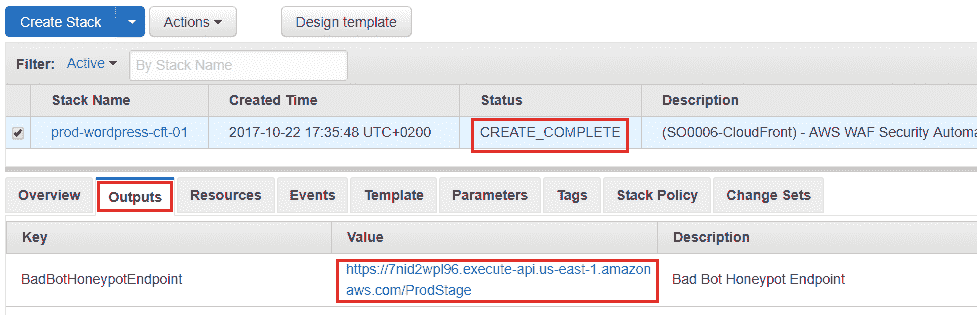 Create Stack Actions Design template
Filter: Active By Stack Name
Stack Name Created Time Status Description
prod-wordpress-cft-01 2017-10-22 17:35:48 UTC+0200 CREATE_COMPLETE (SO0006-CloudFront) - AWS WAF Security Automa
Overview Outputs Resources Events Template Parameters Tags Stack Policy Change Sets
Key Value Description
BadBotHoneypotEndpoint https://7nid2wpl96.execute-api.us-east-1.amazon Bad Bot Honeypot Endpoint
aws.com/ProdStage